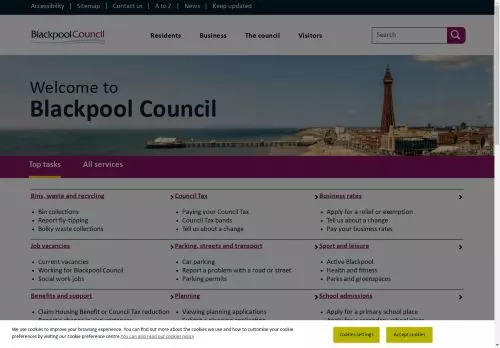 Accessibility | Sitemap | Contact us | A to Z | News | Keep updated
BlackpoolCouncil
Residents Business The council Visitors
Search
Welcome to
Blackpool Council
Top tasks All services
Bins, waste and recycling Council Tax Business rates
Bin collections Paying your Council Tax Apply for a relief or exemption
Report fly-tipping Council Tax bands Tell us about a change
Bulky waste collections Tell us about a change Pay your business rates
Job vacancies Parking, streets and transport Sport and leisure
Current vacancies Car parking Active Blackpool
Working for Blackpool Council Report a problem with a road or street Health and fitness
Social work jobs Parking permits Parks and greenspaces
Benefits and support Planning School admissions
Claim Housing Benefit or Council Tax reduction Viewing planning applications Apply for a primary school place
We use cookies to improve your browsing experience. You can find out more about the cookies we use and how to customise your cookie
preferences by visiting our cookie preference centre.You can also read our cookies policy
Cookies settings
Accept cookies